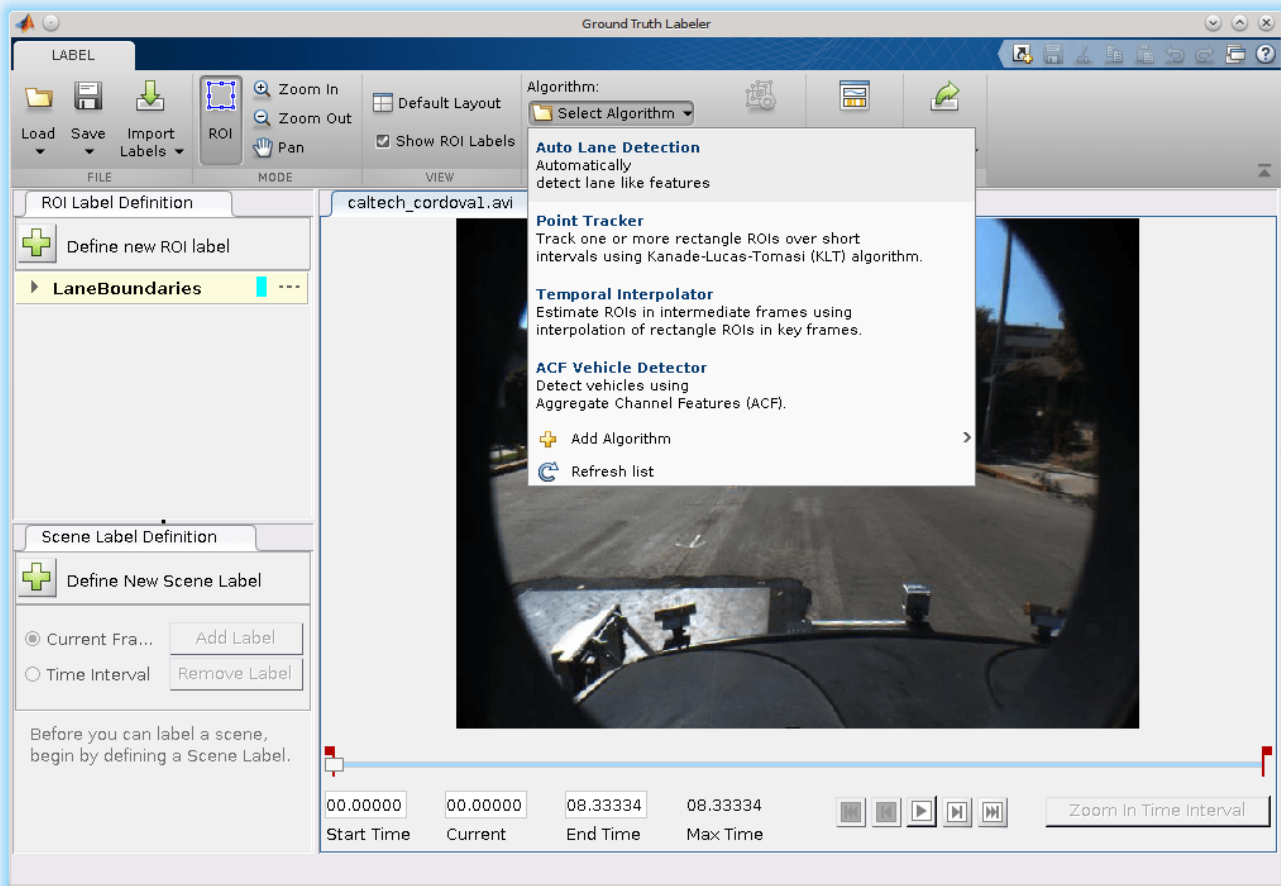 Ground Truth Labeler
LABEL
Load
Save
Import
Labels
FILE
ROI
Zoom In
Zoom Out
Pan
MODE
Default Layout
Show ROI Labels
VIEW
Algorithm:
Select Algorithm
Auto Lane Detection
Automatically
detect lane like features
Point Tracker
Track one or more rectangle ROIs over short
intervals using Kanade-Lucas-Tomasi (KLT) algorithm.
Temporal Interpolator
Estimate ROIs in intermediate frames using
interpolation of rectangle ROIs in key frames.
ACF Vehicle Detector
Detect vehicles using
Aggregate Channel Features (ACF).
Add Algorithm
Refresh list
ROI Label Definition
Define new ROI label
LaneBoundaries
Scene Label Definition
Define New Scene Label
Current Fra...
Add Label
Time Interval
Remove Label
Before you can label a scene,
begin by defining a Scene Label.
caltech_cordova1.avi
00.00000
00.00000
08.33334
08.33334
Start Time
Current
End Time
Max Time
Zoom In Time Interval